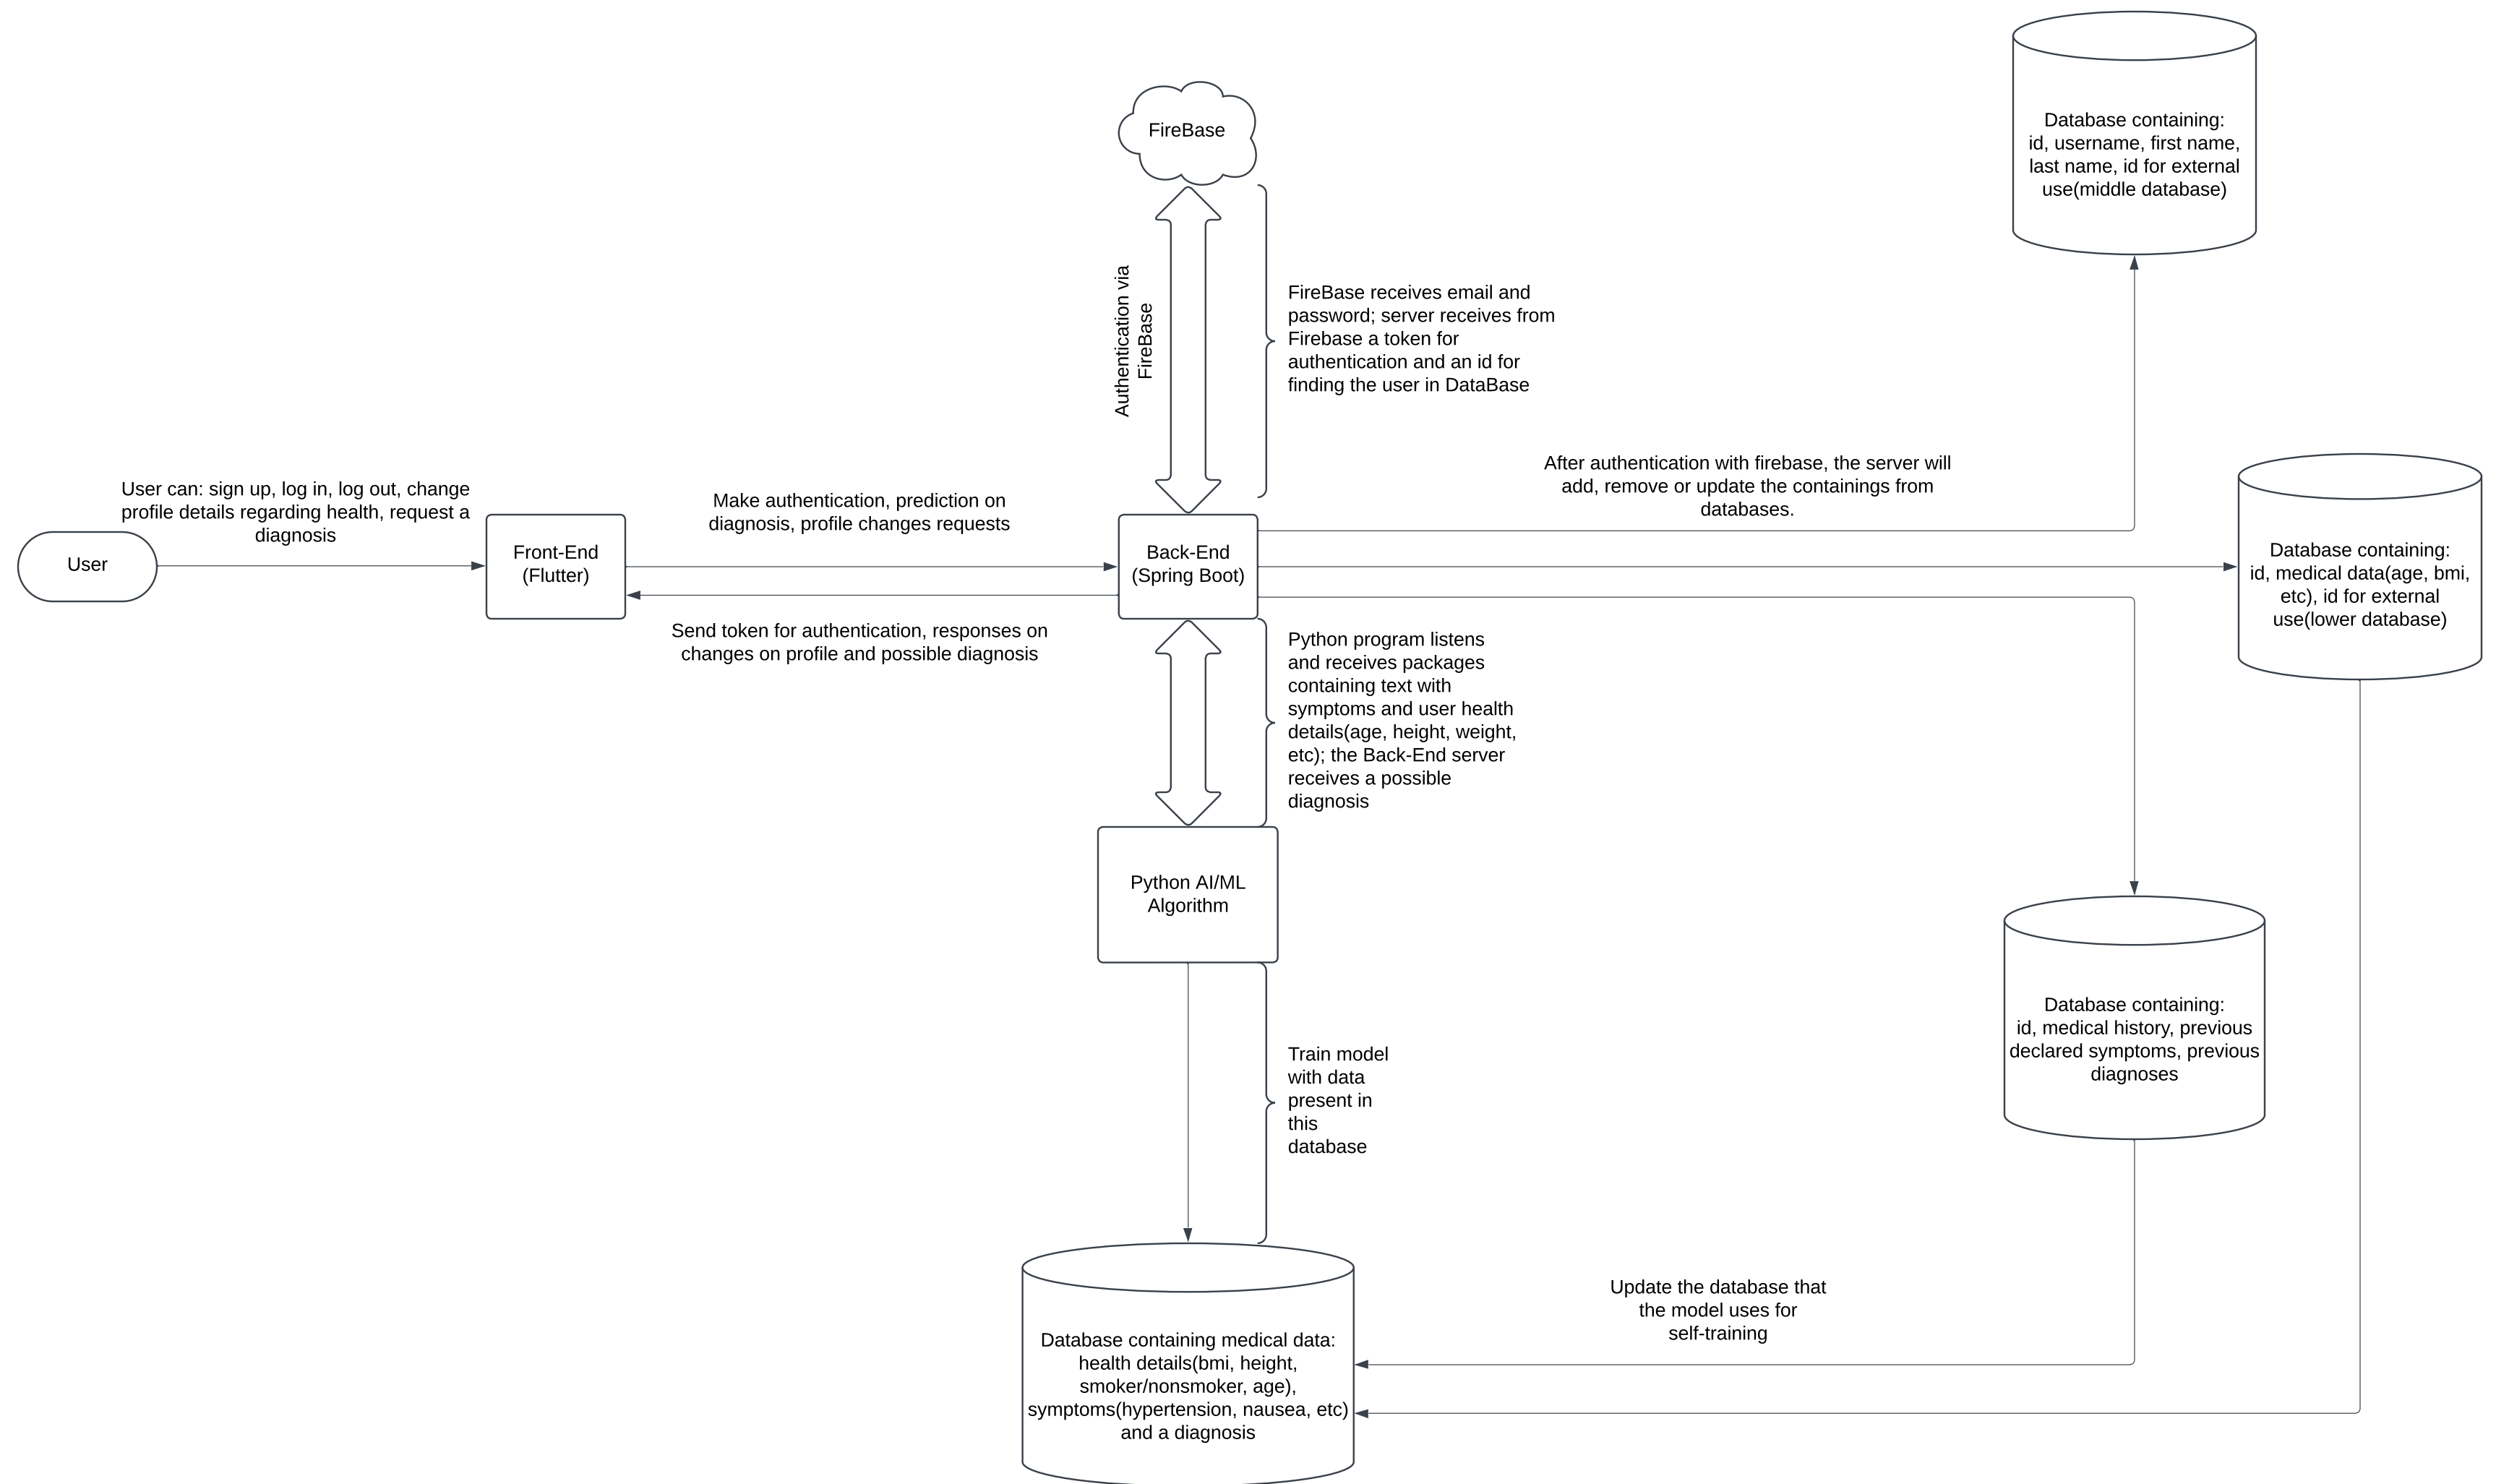 FireBase
Database containing:
id, username, first name,
last name, id for external
use(middle database)
Authentication via
FireBase
FireBase receives email and
password; server receives from
Firebase a token for
authentication and an id for
finding the user in DataBase
User can: sign up, log in, log out, change
profile details regarding health, request a
diagnosis
User
Front-End
(Flutter)
Make authentication, prediction on
diagnosis, profile changes requests
Send token for authentication, responses on
changes on profile and possible diagnosis
Back-End
(Spring Boot)
After authentication with firebase, the server will
add, remove or update the containings from
databases.
Database containing:
id, medical data(age, bmi,
etc), id for external
use(lower database)
Python program listens
and receives packages
containing text with
symptoms and user health
details(age, height, weight,
etc); the Back-End server
receives a possible
diagnosis
Python AI/ML
Algorithm
Database containing:
id, medical history, previous
declared symptoms, previous
diagnoses
Train model
with data
present in
this
database
Update the database that
the model uses for
self-training
Database containing medical data:
health details(bmi, height,
smoker/nonsmoker, age),
symptoms(hypertension, nausea, etc)
and a diagnosis